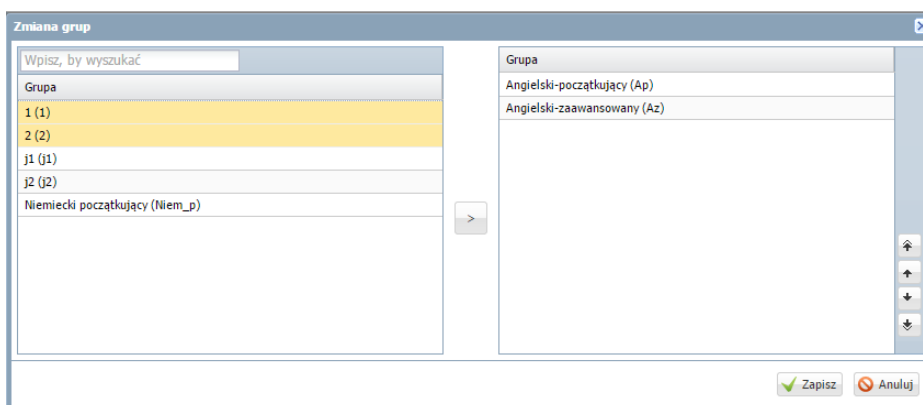 Zmiana grup
Wpisz, by wyszukać
Grupa
1 (1)
2 (2)
j1 (j1)
j2 (j2)
Niemiecki początkujący (Niem_p)
>
Grupa
Angielski-początkujący (Ap)
Angielski-zaawansowany (Az)
Zapisz
Anuluj